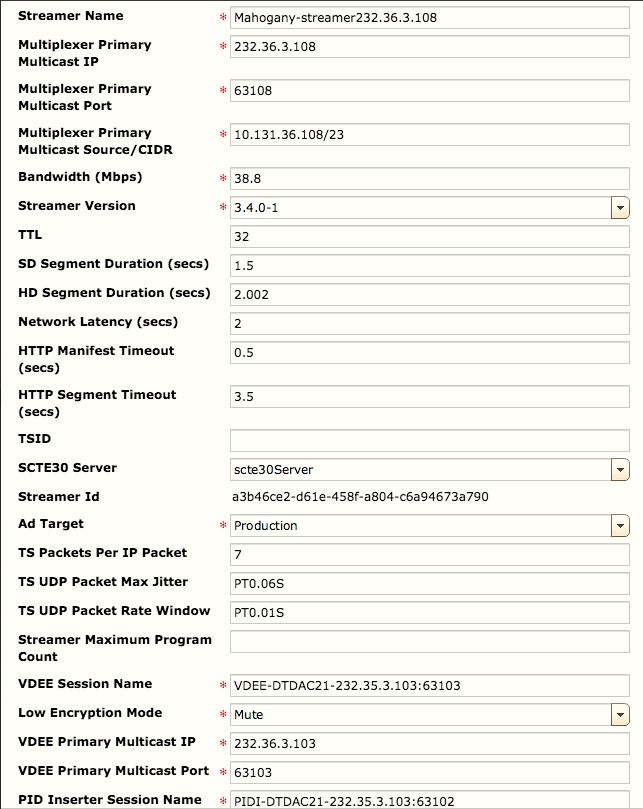 Streamer Name * Mahogany-streamer232.36.3.108
Multiplexer Primary * 232.36.3.108
Multicast IP
Multiplexer Primary * 63108
Multicast Port
Multiplexer Primary * 10.131.36.108/23
Multicast Source/CIDR
Bandwidth (Mbps) * 38.8
Streamer Version * 3.4.0-1
TTL 32
SD Segment Duration (secs) 1.5
HD Segment Duration (secs) 2.002
Network Latency (secs) 2
HTTP Manifest Timeout 0.5
(secs)
HTTP Segment Timeout 3.5
(secs)
TSID
SCTE30 Server scte30Server
Streamer Id a3b46ce2-d61e-458f-a804-c6a94673a790
Ad Target * Production
TS Packets Per IP Packet 7
TS UDP Packet Max Jitter PT0.06S
TS UDP Packet Rate Window PT0.01S
Streamer Maximum Program
Count
VDEE Session Name * VDEE-DTDAC21-232.35.3.103:63103
Low Encryption Mode * Mute
VDEE Primary Multicast IP * 232.36.3.103
VDEE Primary Multicast Port * 63103
PID Inserter Session Name * PIDI-DTDAC21-232.35.3.103:63102